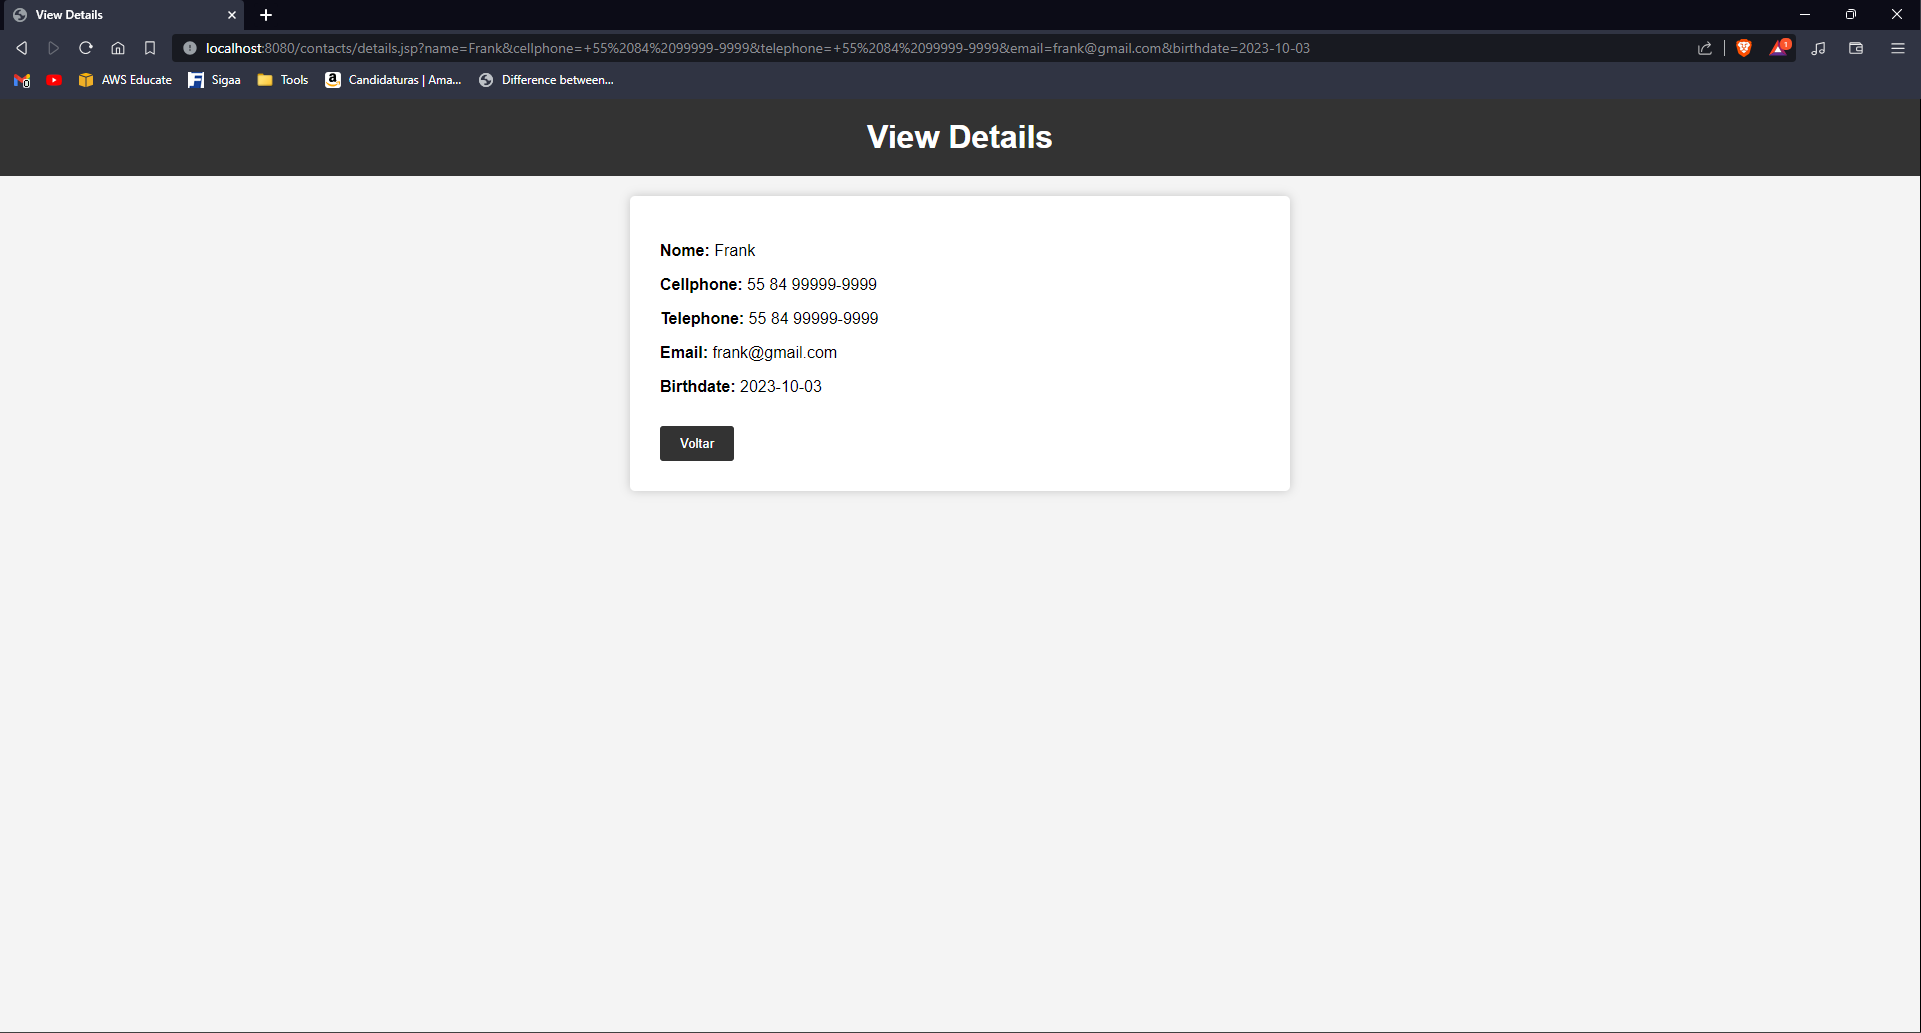 View Details
localhost:8080/contacts/details.jsp?name=Frank&cellphone=+55%2084%2099999-9999&telephone=+55%2084%2099999-9999&email=frank@gmail.com&birthdate=2023-10-03
1
AWS Educate Sigaa Tools Candidaturas | Ama... Difference between...
View Details
Nome: Frank
Cellphone: 55 84 99999-9999
Telephone: 55 84 99999-9999
Email: frank@gmail.com
Birthdate: 2023-10-03
Voltar